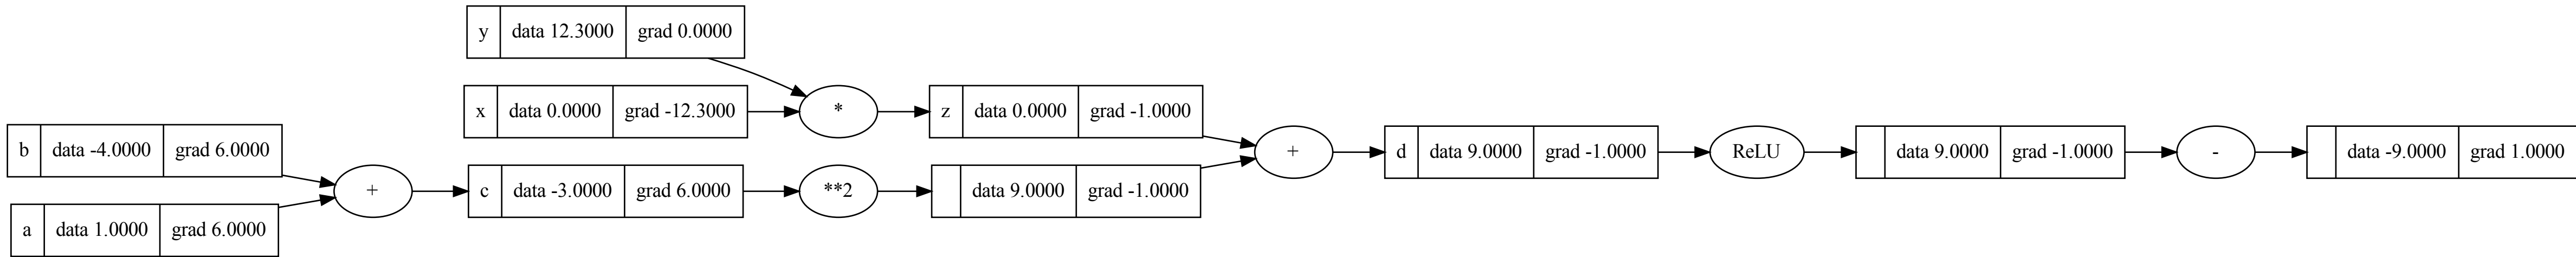 y data 12.3000 grad 0.0000
x data 0.0000 grad -12.3000
*
z data 0.0000 grad -1.0000
b data -4.0000 grad 6.0000
a data 1.0000 grad 6.0000
+
c data -3.0000 grad 6.0000
**2
data 9.0000 grad -1.0000
+
d data 9.0000 grad -1.0000
ReLU
data 9.0000 grad -1.0000
-
data -9.0000 grad 1.0000